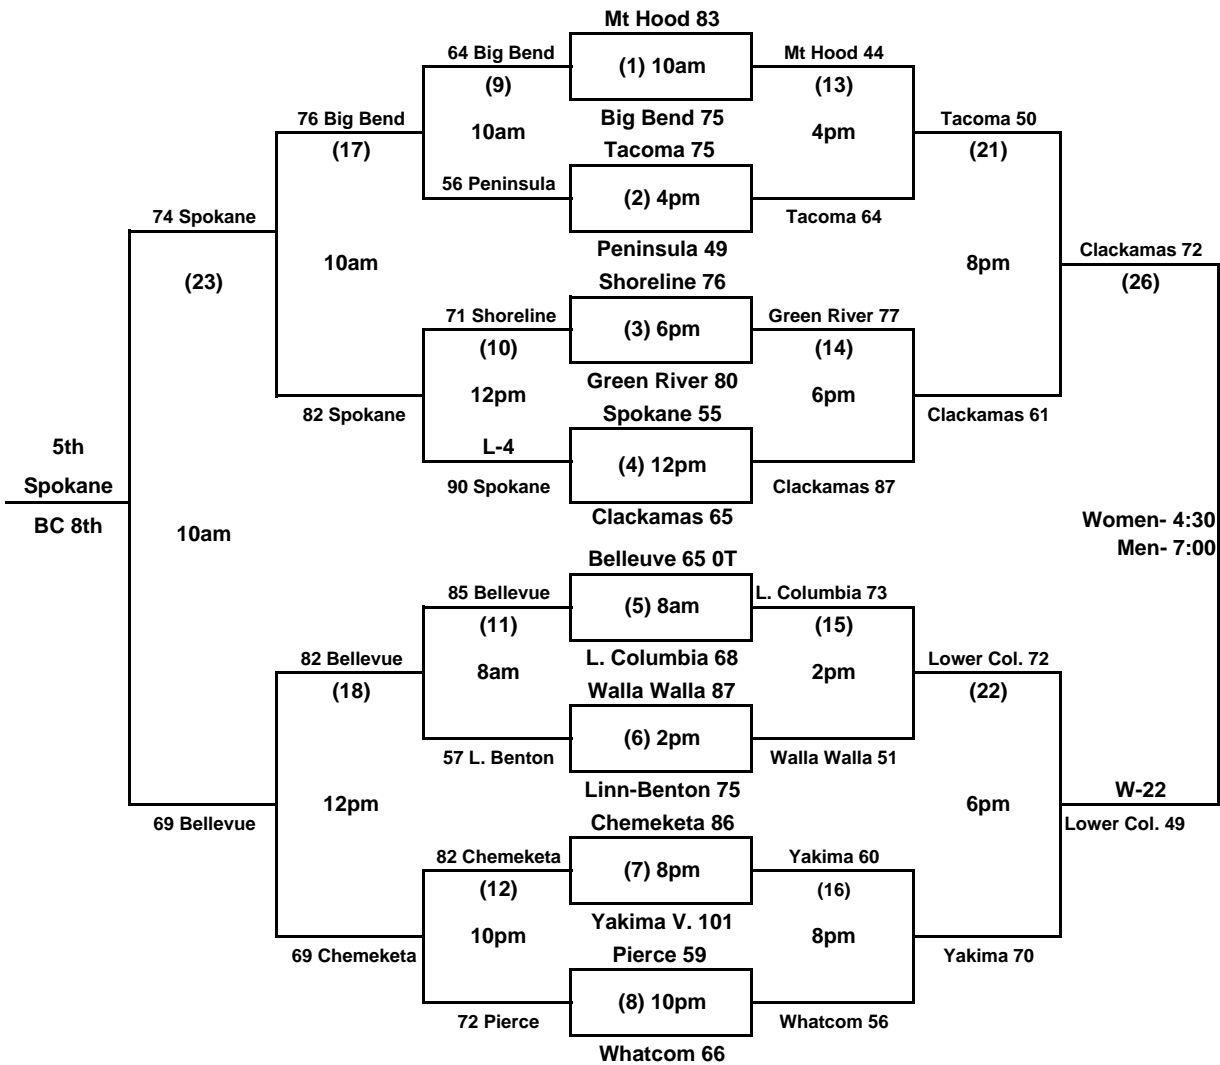 Mt Hood 83
64 Big Bend
(1) 10am
Mt Hood 44
(9)
(13)
76 Big Bend
10am
Big Bend 75
4pm
Tacoma 50
(17)
Tacoma 75
(21)
56 Peninsula
(2) 4pm
74 Spokane
Tacoma 64
10am
Peninsula 49
8pm
Clackamas 72
(23)
Shoreline 76
(26)
71 Shoreline
(3) 6pm
Green River 77
(10)
(14)
12pm
Green River 80
6pm
82 Spokane
Spokane 55
Clackamas 61
5th
L-4
(4) 12pm
Spokane
90 Spokane
Clackamas 87
BC 8th
10am
Clackamas 65
Women- 4:30
Men- 7:00
Belleuve 65 0T
85 Bellevue
(5) 8am
L. Columbia 73
(11)
(15)
82 Bellevue
8am
L. Columbia 68
2pm
Lower Col. 72
(18)
Walla Walla 87
(22)
57 L. Benton
(6) 2pm
Walla Walla 51
12pm
Linn-Benton 75
6pm
W-22
69 Bellevue
Chemeketa 86
Lower Col. 49
82 Chemeketa
(7) 8pm
Yakima 60
(12)
(16)
10pm
Yakima V. 101
8pm
69 Chemeketa
Pierce 59
Yakima 70
72 Pierce
(8) 10pm
Whatcom 56
Whatcom 66